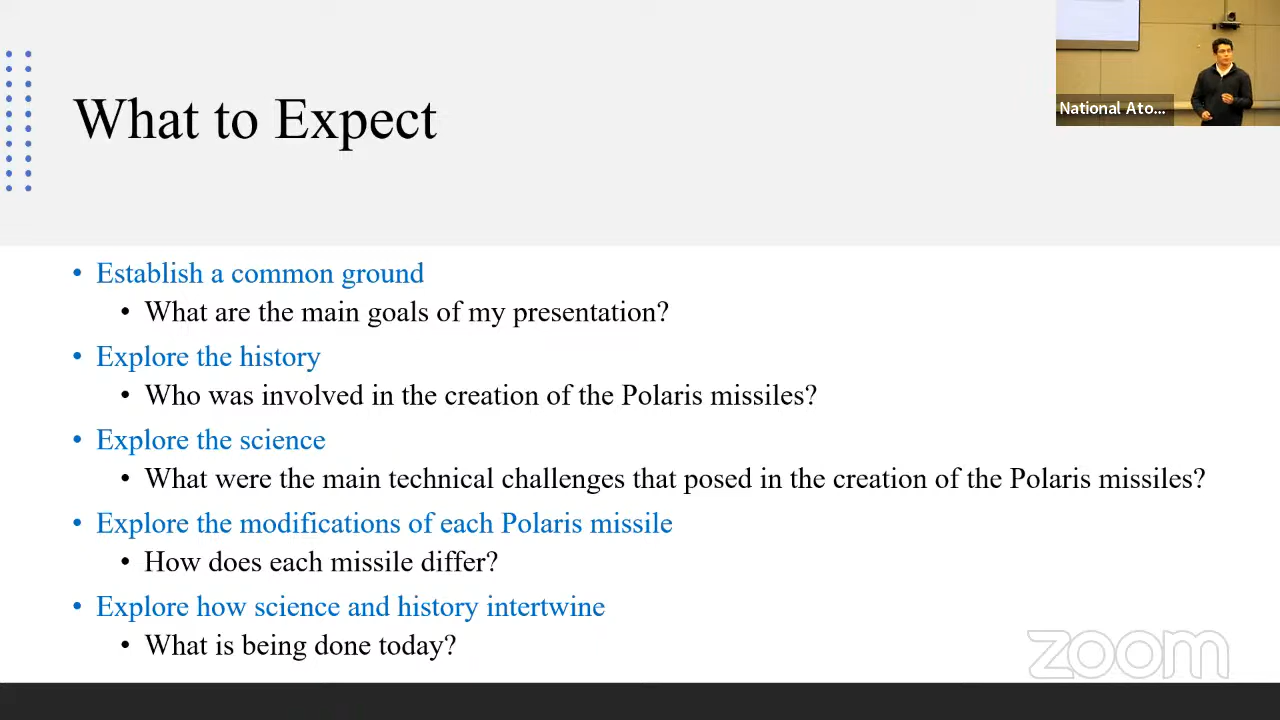 What to Expect
National Ato...
• Establish a common ground
• What are the main goals of my presentation?
• Explore the history
• Who was involved in the creation of the Polaris missiles?
• Explore the science
• What were the main technical challenges that posed in the creation of the Polaris missiles?
• Explore the modifications of each Polaris missile
• How does each missile differ?
• Explore how science and history intertwine
• What is being done today?
zoom